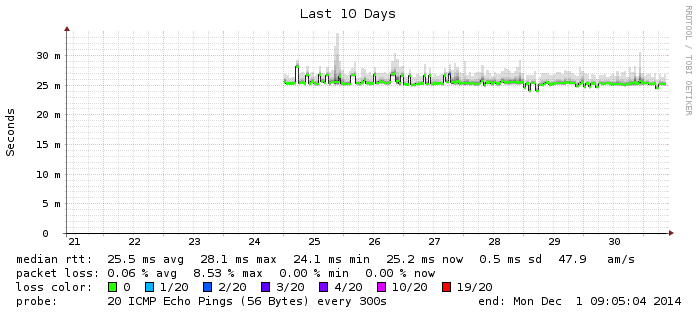 Last 10 Days
RRDTOOL / TOBI OETIKER
Seconds
30 m
25 m
20 m
15 m
10 m
5 m
0
21 22 23 24 25 26 27 28 29 30
median rtt: 25.5 ms avg 28.1 ms max 24.1 ms min 25.2 ms now 0.5 ms sd 47.9 am/s
packet loss: 0.06 % avg 8.53 % max 0.00 % min 0.00 % now
loss color: 0 1/20 2/20 3/20 4/20 10/20 19/20
probe: 20 ICMP Echo Pings (56 Bytes) every 300s end: Mon Dec 1 09:05:04 2014